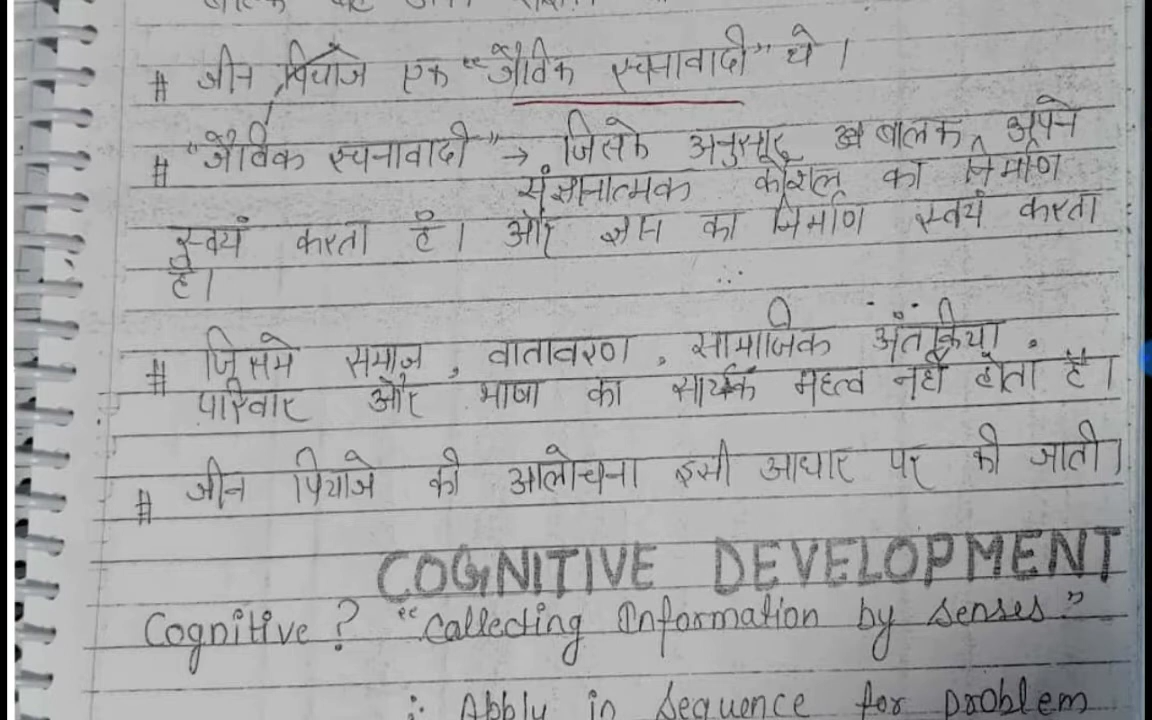 # जीन पियाजे एक "जैविक रचनावादी" थे।
# "जैविक रचनावादी" → जिसके अनुसार बालक अपने
संज्ञानात्मक कौशल का निर्माण
स्वयं करता है। और ज्ञान का निर्माण स्वयं करता
है।
# जिसमे समाज, वातावरण, सामाजिक अंतःक्रिया,
परिवार और भाषा का सार्थक महत्व नहीं होता है।
# जीन पियाजे की आलोचना इसी आधार पर की जाती।
COGNITIVE DEVELOPMENT
Cognitive? "Collecting Information by senses"
: Apply in sequence for problem